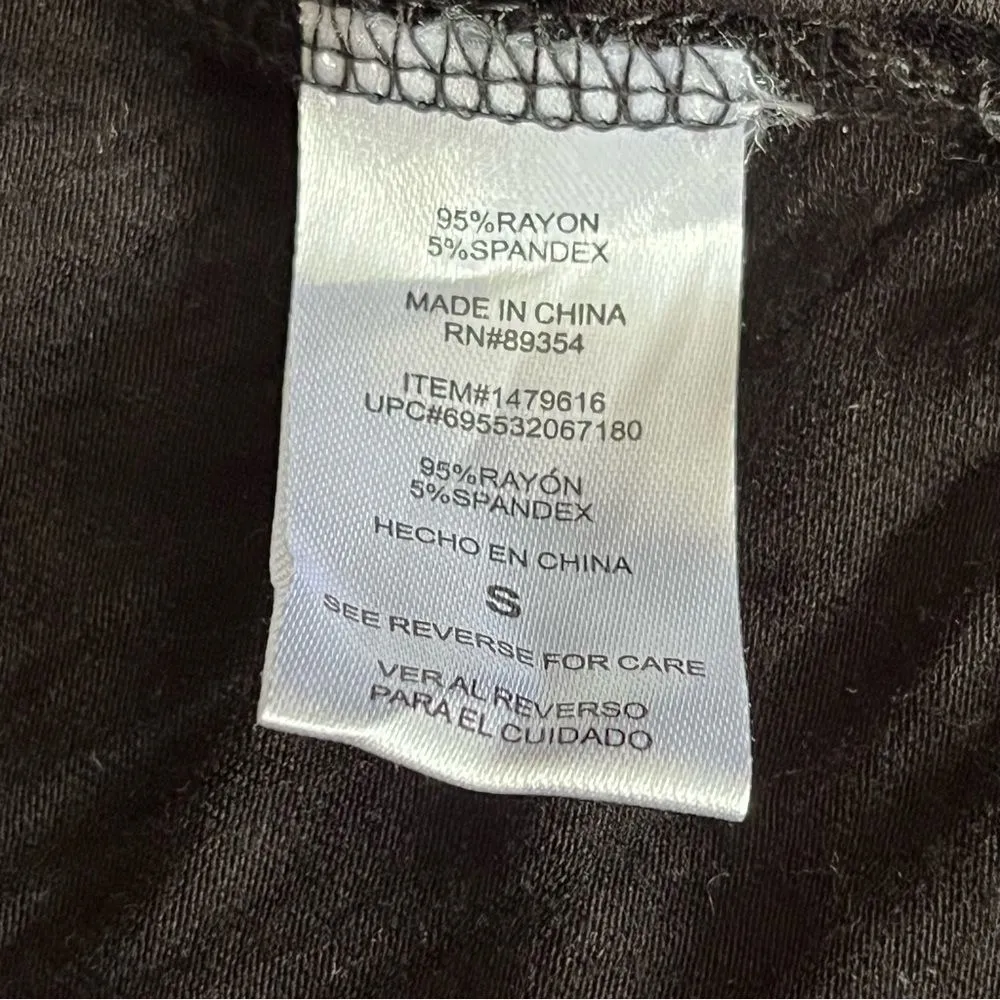 95%RAYON
5%SPANDEX
MADE IN CHINA
RN#89354
ITEM#1479616
UPC#695532067180
95%RAYÓN
5%SPANDEX
HECHO EN CHINA
S
SEE REVERSE FOR CARE
VER AL REVERSO
PARA EL CUIDADO